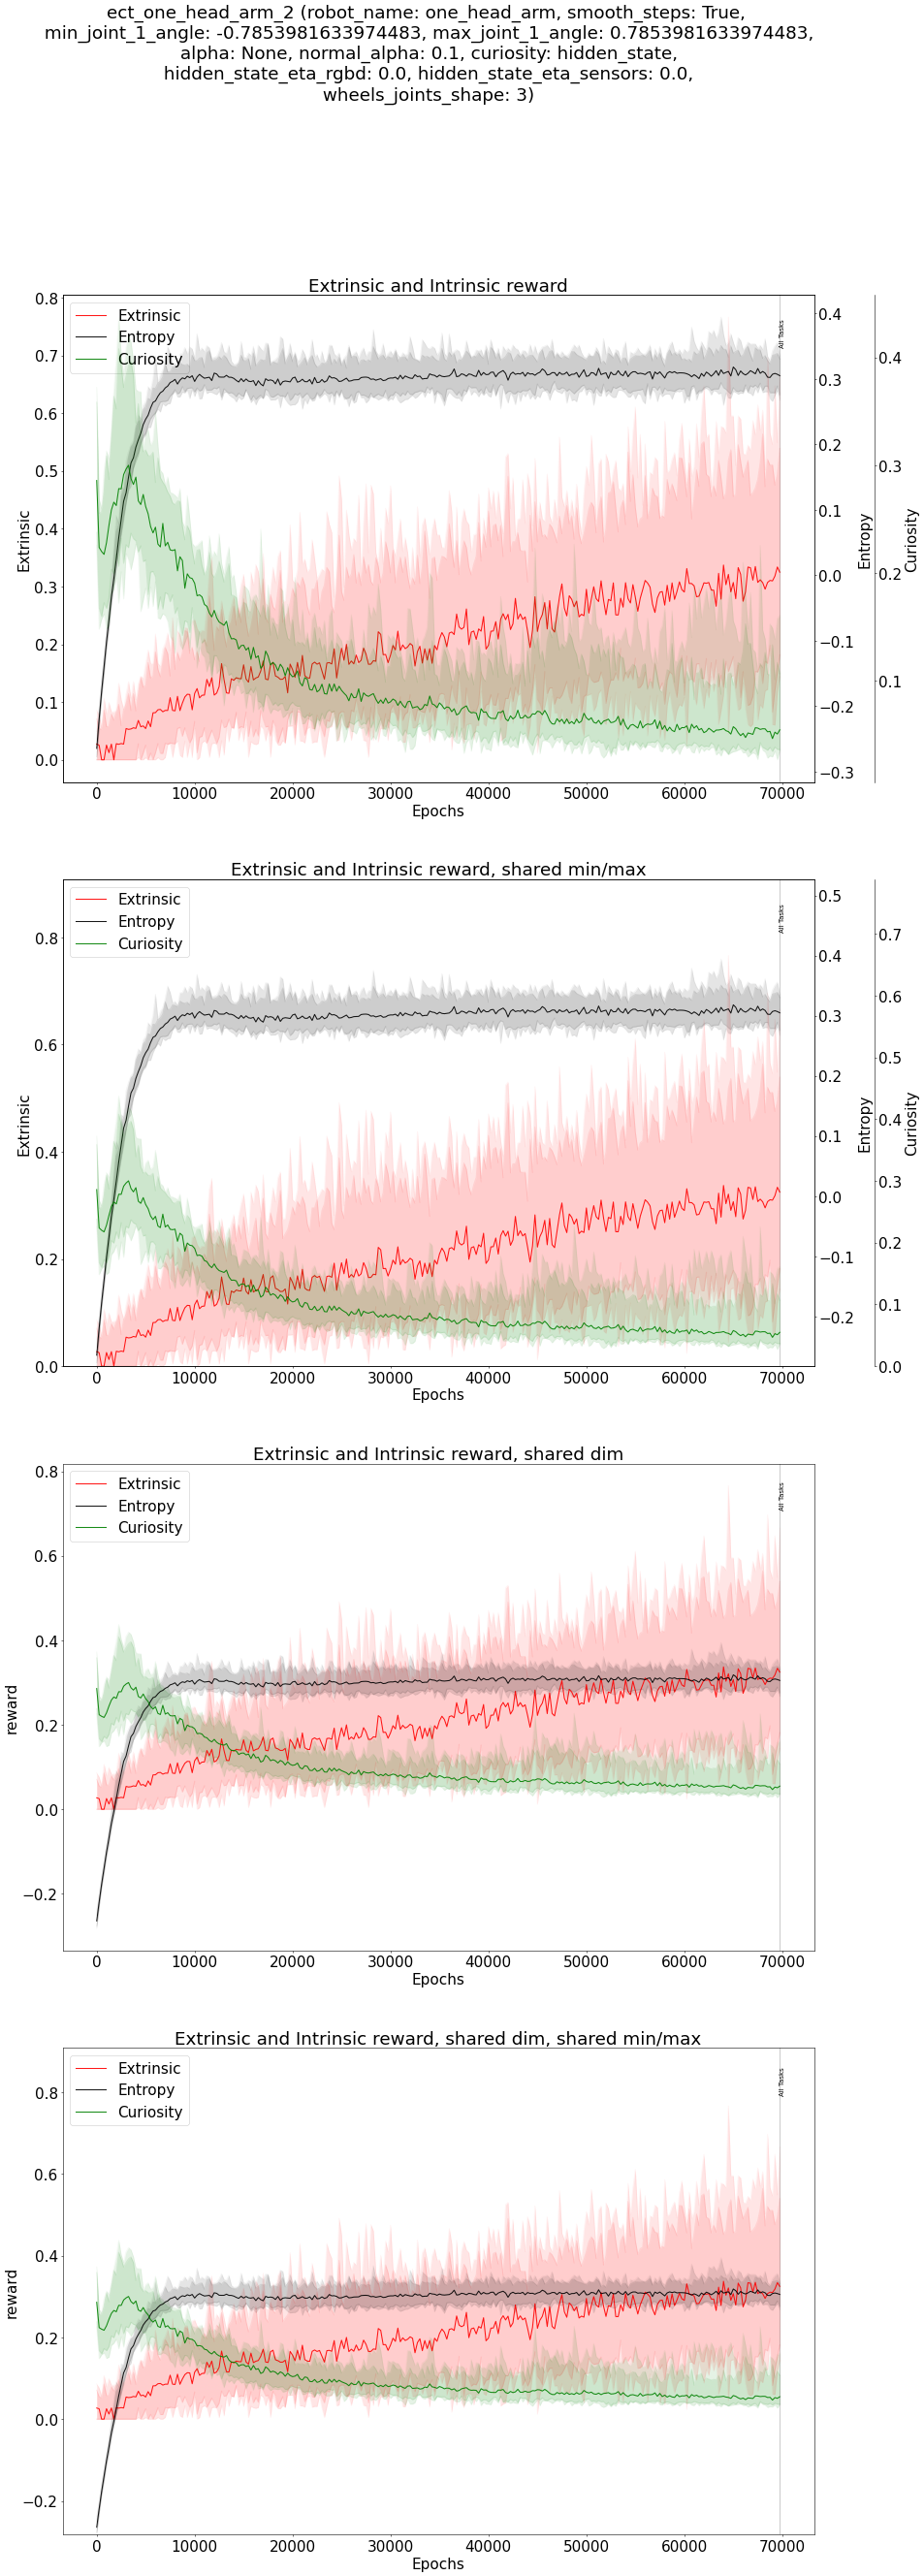 ect_one_head_arm_2 (robot_name: one_head_arm, smooth_steps: True,
min_joint_1_angle: -0.7853981633974483, max_joint_1_angle: 0.7853981633974483,
alpha: None, normal_alpha: 0.1, curiosity: hidden_state,
hidden_state_eta_rgbd: 0.0, hidden_state_eta_sensors: 0.0,
wheels_joints_shape: 3)
Extrinsic and Intrinsic reward
Extrinsic
Entropy
Curiosity
All Tasks
0.8
0.7
0.6
0.5
0.4
0.3
0.2
0.1
0.0
Extrinsic
0.4
0.3
0.2
0.1
0.0
−0.1
−0.2
−0.3
Entropy
0.4
0.3
0.2
0.1
Curiosity
0 10000 20000 30000 40000 50000 60000 70000
Epochs
Extrinsic and Intrinsic reward, shared min/max
Extrinsic
Entropy
Curiosity
All Tasks
0.8
0.6
0.4
0.2
0.0
Extrinsic
0.5
0.4
0.3
0.2
0.1
0.0
−0.1
−0.2
Entropy
0.7
0.6
0.5
0.4
0.3
0.2
0.1
0.0
Curiosity
0 10000 20000 30000 40000 50000 60000 70000
Epochs
Extrinsic and Intrinsic reward, shared dim
Extrinsic
Entropy
Curiosity
All Tasks
0.8
0.6
0.4
0.2
0.0
−0.2
reward
0 10000 20000 30000 40000 50000 60000 70000
Epochs
Extrinsic and Intrinsic reward, shared dim, shared min/max
Extrinsic
Entropy
Curiosity
All Tasks
0.8
0.6
0.4
0.2
0.0
−0.2
reward
0 10000 20000 30000 40000 50000 60000 70000
Epochs